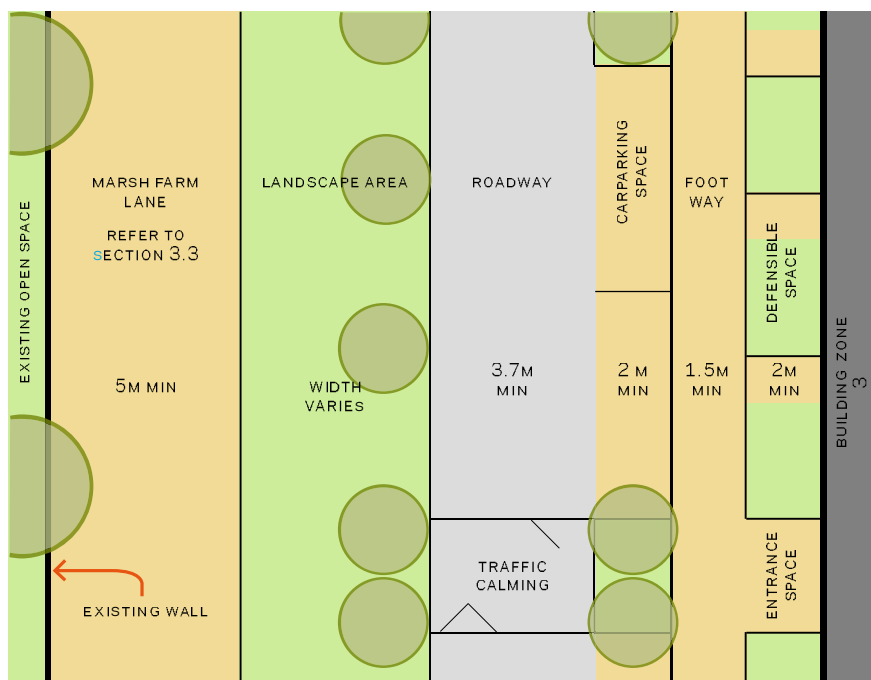 EXISTING OPEN SPACE
MARSH FARM
LANE
REFER TO
SECTION 3.3
5M MIN
EXISTING WALL
LANDSCAPE AREA
WIDTH
VARIES
ROADWAY
3.7M
MIN
TRAFFIC
CALMING
CARPARKING
SPACE
2 M
MIN
FOOT
WAY
1.5M
MIN
DEFENSIBLE
SPACE
2M
MIN
ENTRANCE
SPACE
BUILDING ZONE
3